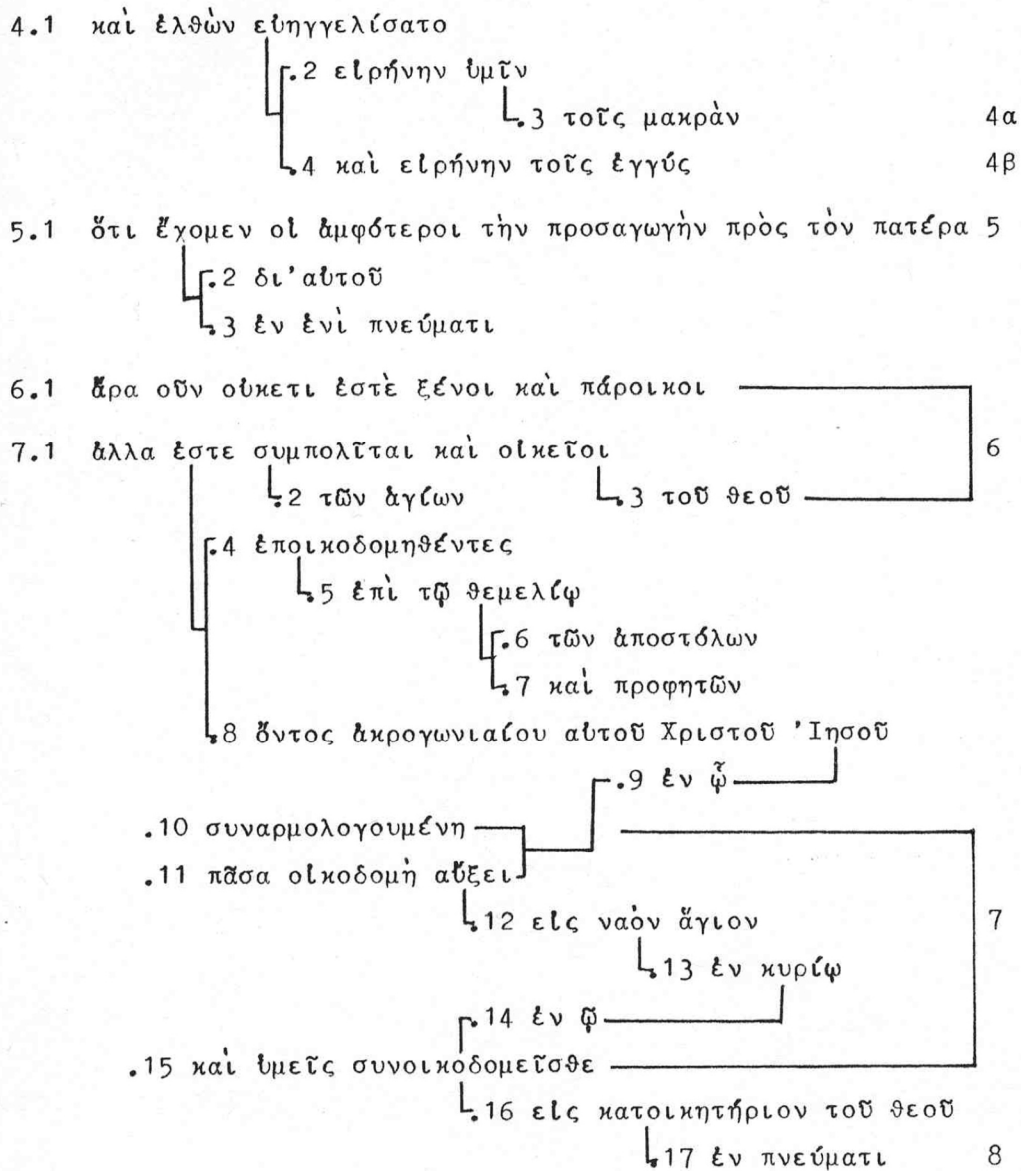 4.1 καὶ ἐλθὼν εὐηγγελίσατο
.2 εἰρήνην ὑμῖν
.3 τοῖς μακρὰν 4α
.4 καὶ εἰρήνην τοῖς ἐγγύς 4β
5.1 ὅτι ἔχομεν οἱ ἀμφότεροι τὴν προσαγωγὴν πρὸς τὸν πατέρα 5
.2 δι'αὐτοῦ
.3 ἐν ἑνὶ πνεύματι
6.1 ἄρα οῦν οὐκετι ἐστὲ ξένοι καὶ πάροικοι
7.1 ἀλλα ἐστε συμπολῖται καὶ οἰκεῖοι 6
.2 τῶν ἁγίων .3 τοῦ θεοῦ
.4 ἐποικοδομηθέντες
.5 ἐπὶ τῷ θεμελίῳ
.6 τῶν ἀποστόλων
.7 καὶ προφητῶν
.8 ὄντος ἀκρογωνιαίου αὐτοῦ Χριστοῦ Ἰησοῦ
.9 ἐν ᾧ
.10 συναρμολογουμένη
.11 πᾶσα οἰκοδομὴ αὔξει
.12 εἰς ναὸν ἅγιον 7
.13 ἐν κυρίῳ
.14 ἐν ῷ
.15 καὶ ὑμεῖς συνοικοδομεῖσθε
.16 εἰς κατοικητήριον τοῦ θεοῦ
.17 ἐν πνεύματι 8